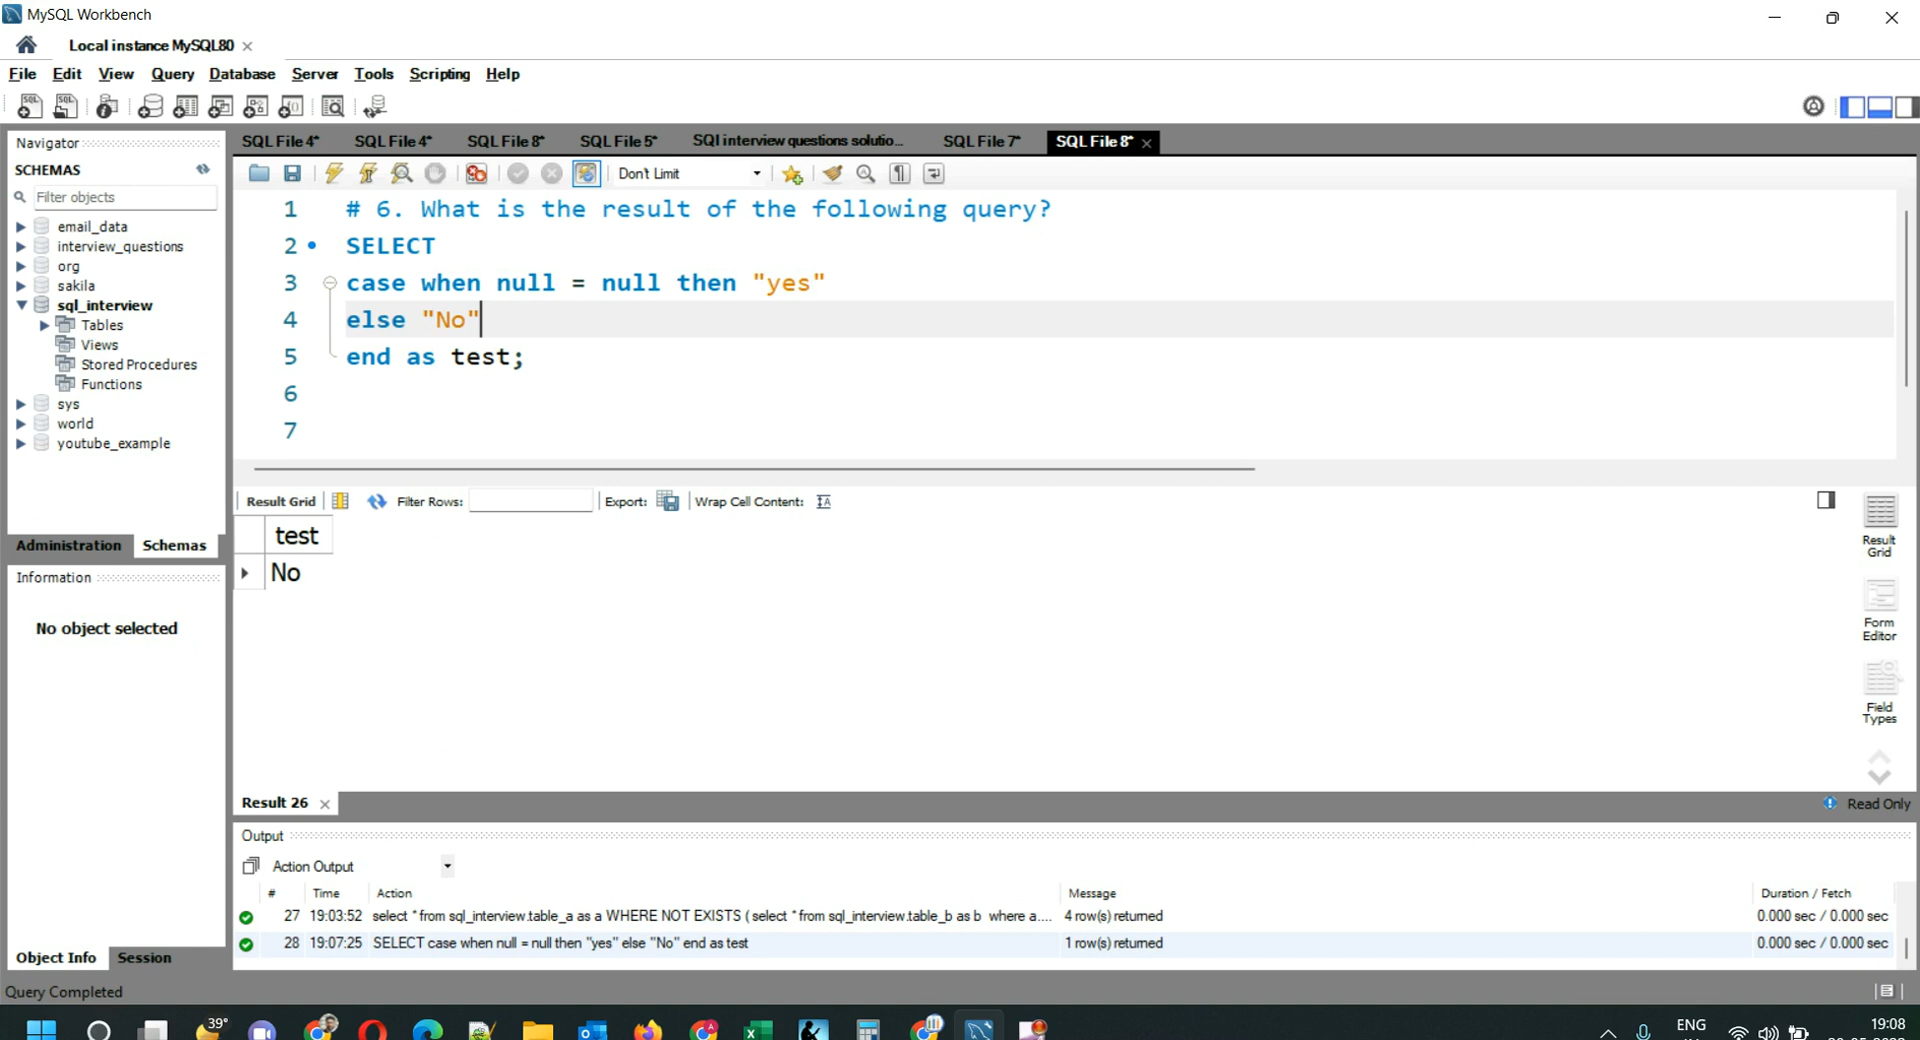 MySQL Workbench
Local instance MySQL80
File Edit View Query Database Server Tools Scripting Help
Navigator
SQL File 4* SQL File 4* SQL File 8* SQL File 5* SQl interview questions solutio... SQL File 7* SQL File 8*
SCHEMAS
Don't Limit
Filter objects
email_data
interview_questions
org
sakila
sql_interview
Tables
Views
Stored Procedures
Functions
sys
world
youtube_example
1 # 6. What is the result of the following query?
2 SELECT
3 case when null = null then "yes"
4 else "No"
5 end as test;
6
7
Administration Schemas
Information
No object selected
Object Info Session
Result Grid Filter Rows: Export: Wrap Cell Content:
test
No
Result Grid
Form Editor
Field Types
Result 26
Read Only
Output
Action Output
# Time Action Message Duration / Fetch
27 19:03:52 select * from sql_interview.table_a as a WHERE NOT EXISTS ( select * from sql_interview.table_b as b where a.... 4 row(s) returned 0.000 sec / 0.000 sec
28 19:07:25 SELECT case when null = null then "yes" else "No" end as test 1 row(s) returned 0.000 sec / 0.000 sec
Query Completed
39°
ENG
19:08